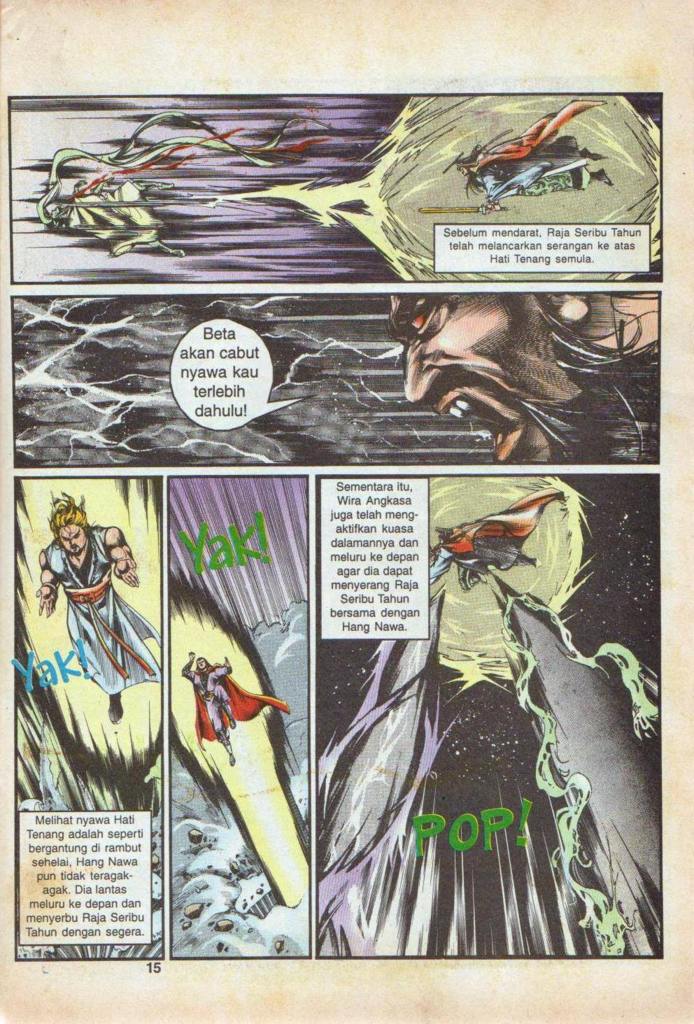 Sebelum mendarat, Raja Seribu Tahun
telah melancarkan serangan ke atas
Hati Tenang semula.
Beta
akan cabut
nyawa kau
terlebih
dahulu!
Yak!
Melihat nyawa Hati
Tenang adalah seperti
bergantung di rambut
sehelai, Hang Nawa
pun tidak teragak-
agak. Dia lantas
meluru ke depan dan
menyerbu Raja Seribu
Tahun dengan segera.
Yak!
Sementara itu,
Wira Angkasa
juga telah meng-
aktifkan kuasa
dalamannya dan
meluru ke depan
agar dia dapat
menyerang Raja
Seribu Tahun
bersama dengan
Hang Nawa.
POP!
15